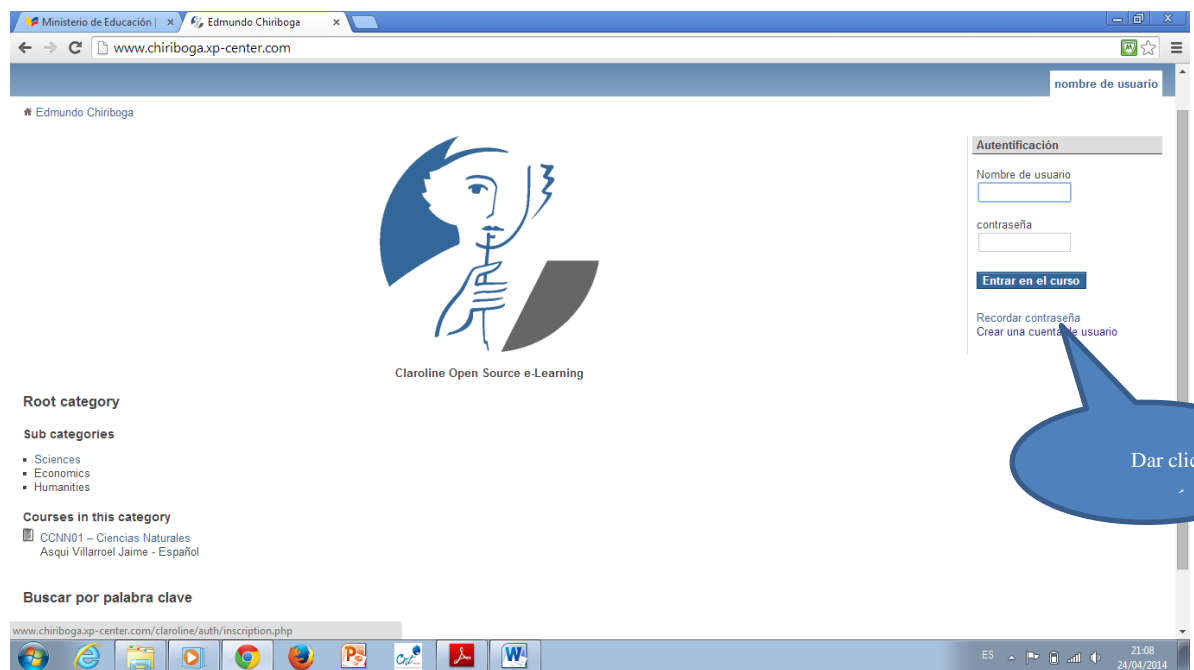 Ministerio de Educación |
Edmundo Chiriboga
www.chiriboga.xp-center.com
nombre de usuario
Edmundo Chiriboga
Autentificación
Nombre de usuario
contraseña
Entrar en el curso
Recordar contraseña
Crear una cuenta de usuario
Claroline Open Source e-Learning
Root category
Sub categories
Sciences
Economics
Humanities
Dar clic
Courses in this category
CCNN01 – Ciencias Naturales
Asqui Villarroel Jaime - Español
Buscar por palabra clave
www.chiriboga.xp-center.com/claroline/auth/inscription.php
ES
21:08
24/04/2014